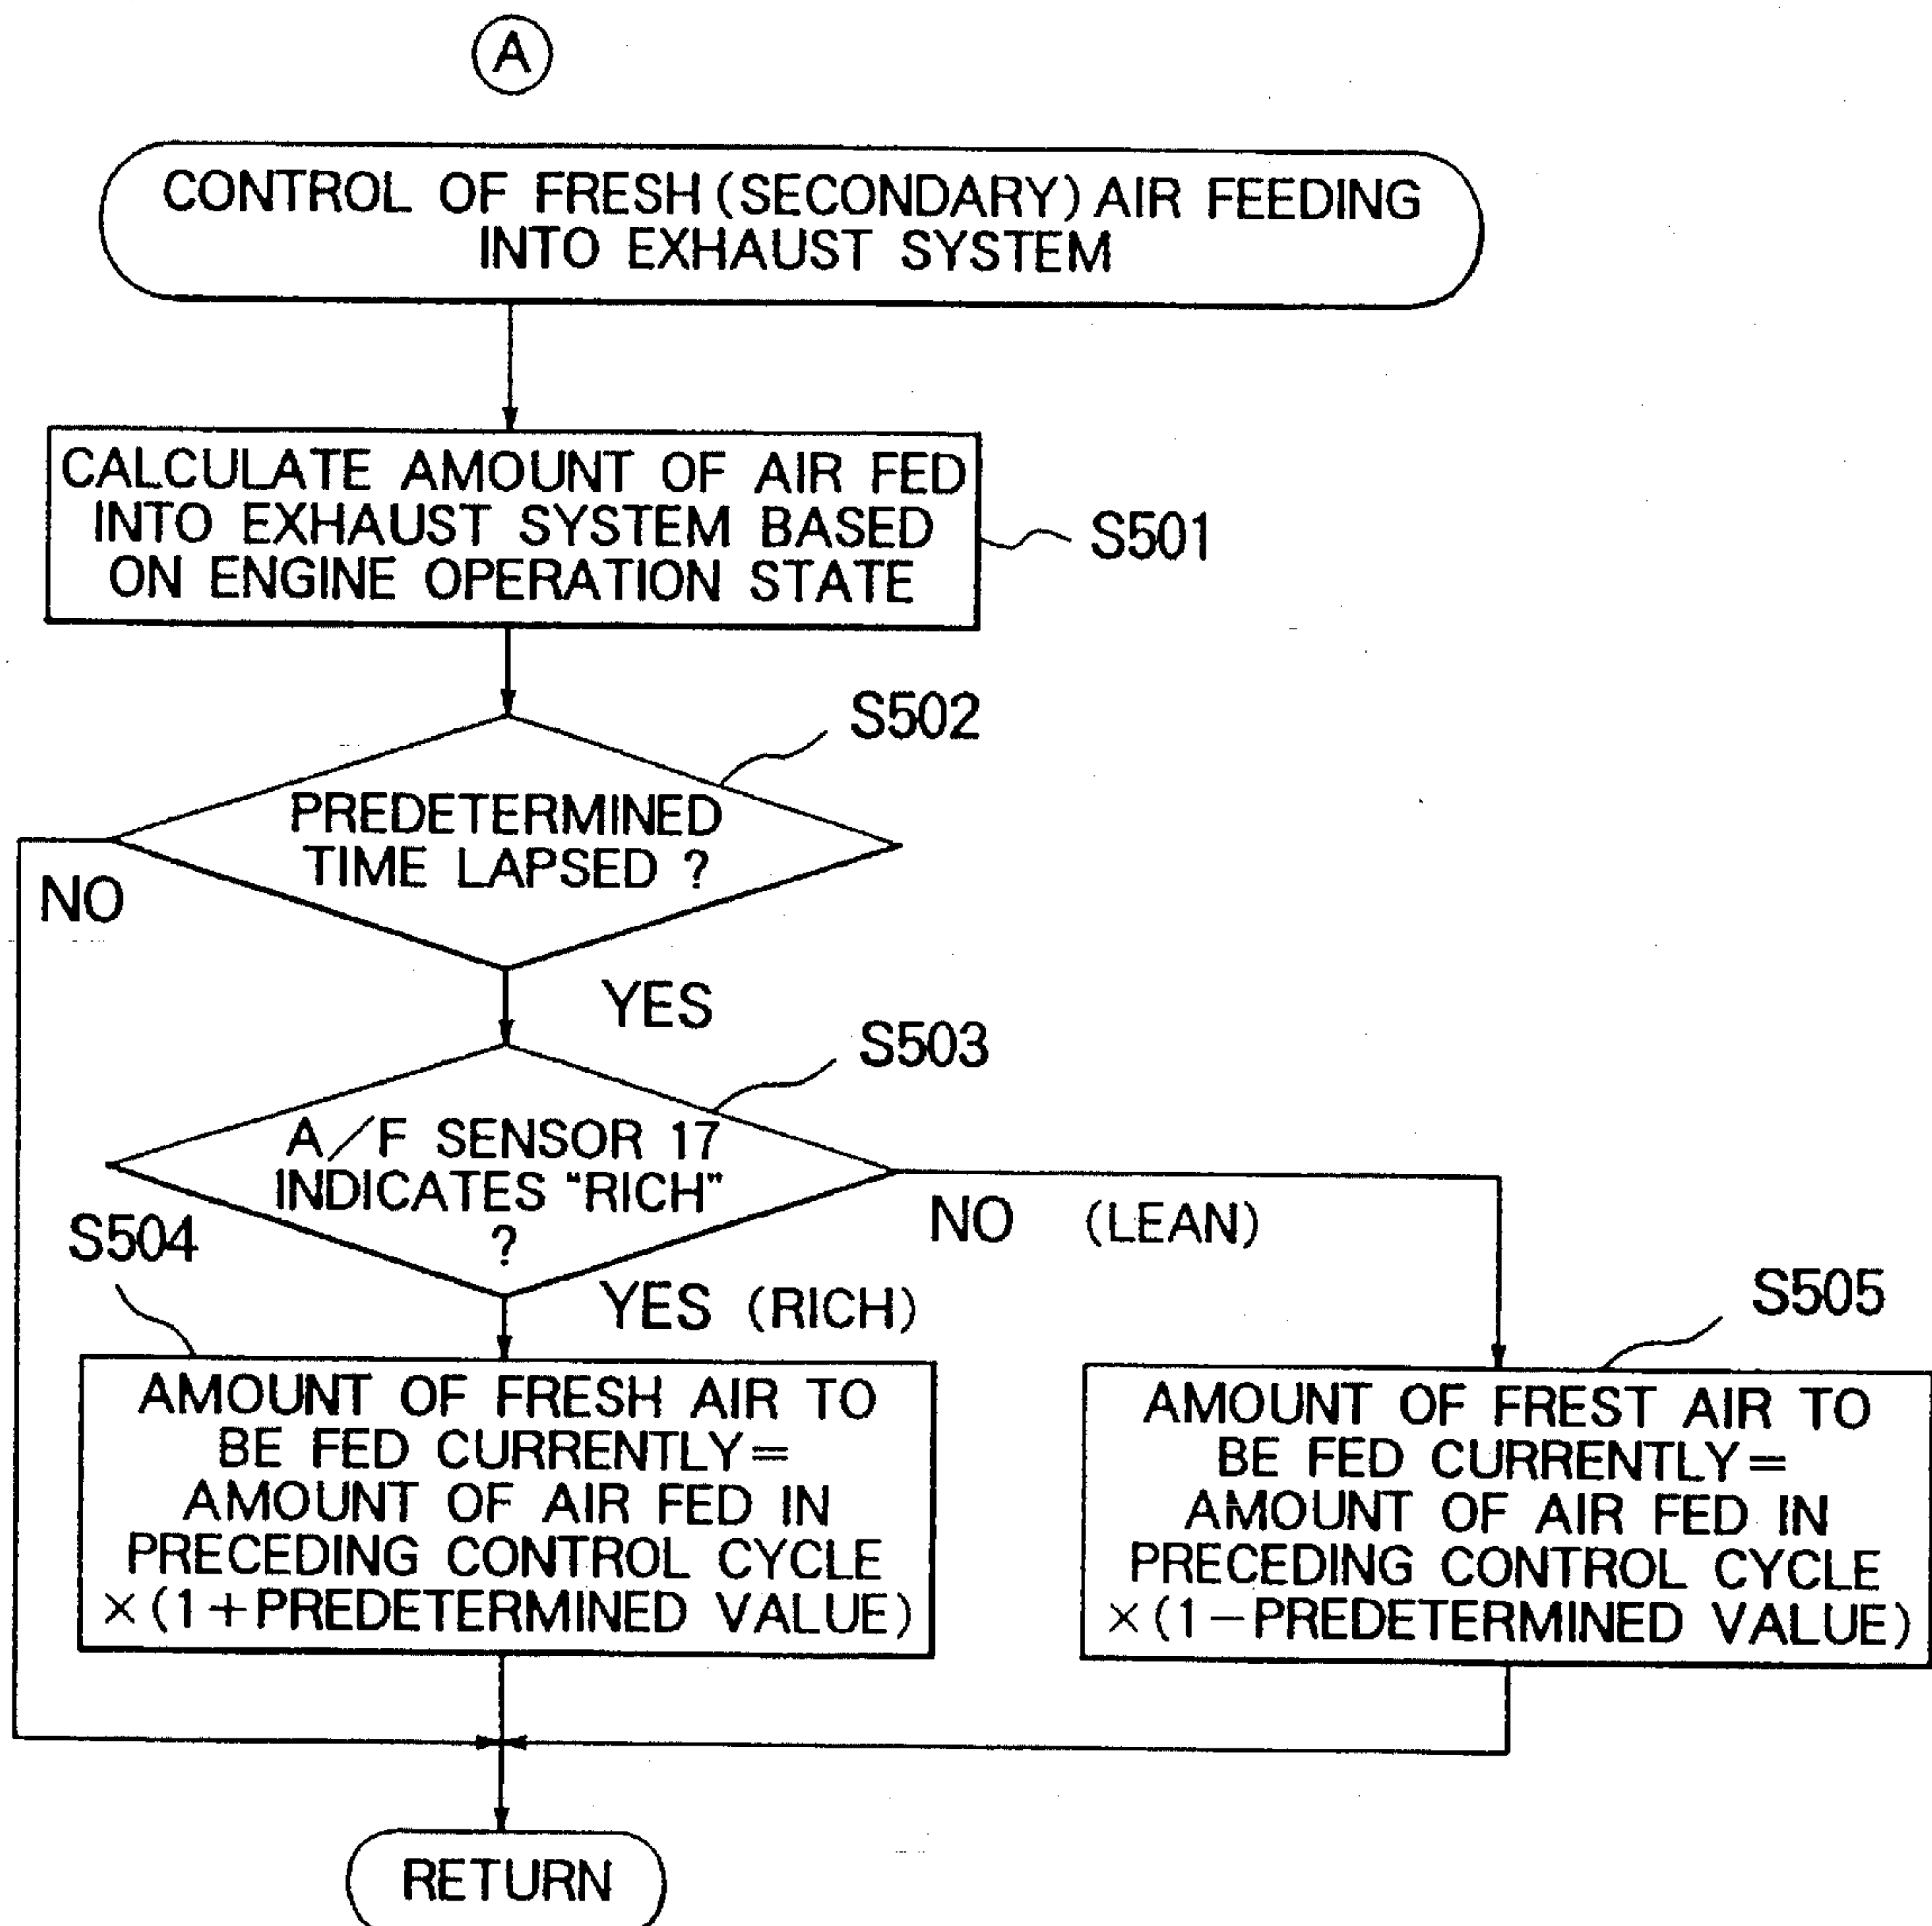 A
CONTROL OF FRESH (SECONDARY) AIR FEEDING
INTO EXHAUST SYSTEM
CALCULATE AMOUNT OF AIR FED
INTO EXHAUST SYSTEM BASED
ON ENGINE OPERATION STATE
S501
S502
PREDETERMINED
TIME LAPSED ?
NO
YES
S503
A/F SENSOR 17
INDICATES "RICH"
?
NO (LEAN)
S504
YES (RICH)
S505
AMOUNT OF FRESH AIR TO
BE FED CURRENTLY=
AMOUNT OF AIR FED IN
PRECEDING CONTROL CYCLE
×(1+PREDETERMINED VALUE)
AMOUNT OF FREST AIR TO
BE FED CURRENTLY=
AMOUNT OF AIR FED IN
PRECEDING CONTROL CYCLE
×(1−PREDETERMINED VALUE)
RETURN